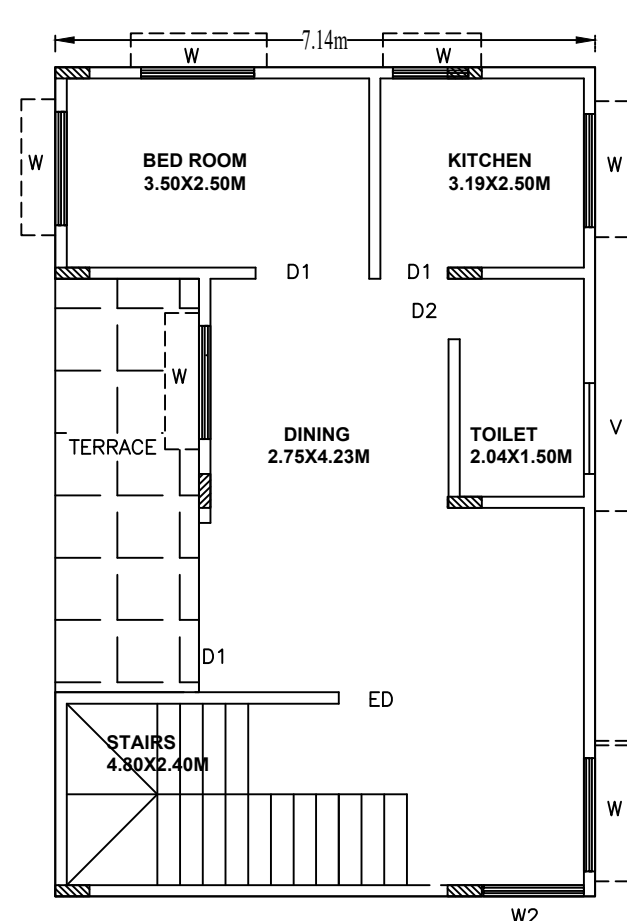 7.14m
W
W
W
BED ROOM
3.50X2.50M
KITCHEN
3.19X2.50M
W
D1
D1
D2
W
TERRACE
DINING
2.75X4.23M
TOILET
2.04X1.50M
V
D1
ED
STAIRS
4.80X2.40M
W
W2